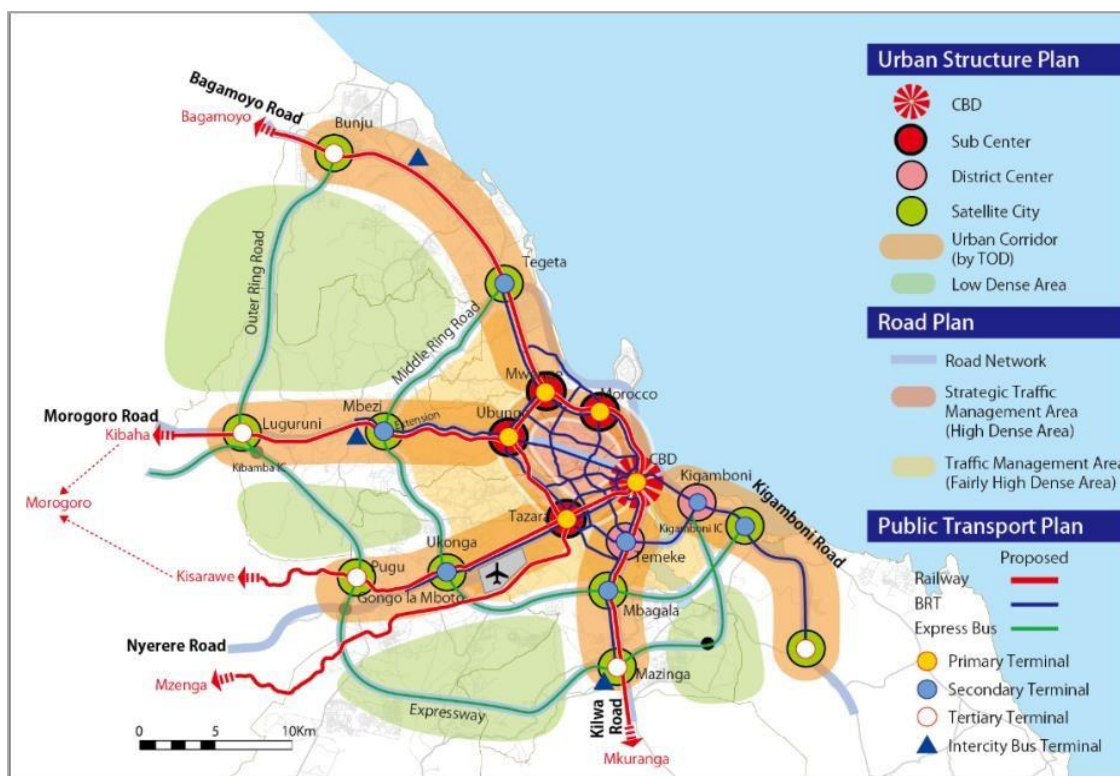 Bagamoyo Road
Bagamoyo
Bunju
Outer Ring Road
Tegeta
Middle Ring Road
Morogoro Road
Kibaha
Luguruni
Mbezi
Extension
Kibamba IC
Ubungo
Morocco
CBD
Kigamboni
Kigamboni IC
Kigamboni Road
Morogoro
Tazara
Temeke
Ukonga
Pugu
Gongo la Mboto
Kisarawe
Nyerere Road
Mzenga
Mbagala
Mazinga
Expressway
Kilwa
Road
Mkuranga
0 5 10Km
Urban Structure Plan
CBD
Sub Center
District Center
Satellite City
Urban Corridor
(by TOD)
Low Dense Area
Road Plan
Road Network
Strategic Traffic
Management Area
(High Dense Area)
Traffic Management Area
(Fairly High Dense Area)
Public Transport Plan
Proposed
Railway
BRT
Express Bus
Primary Terminal
Secondary Terminal
Tertiary Terminal
Intercity Bus Terminal